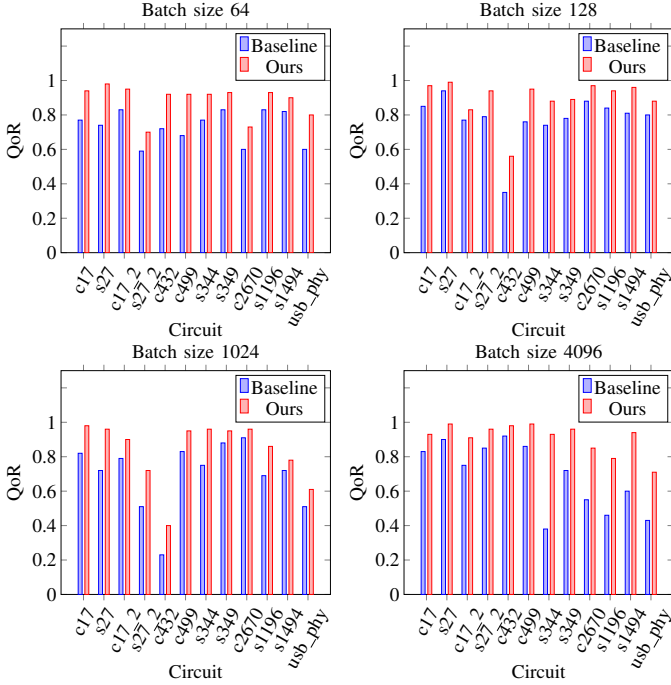 Batch size 64
QoR
1
0.8
0.6
0.4
0.2
0
Baseline
Ours
c17
s27
c17_2
s27_2
c432
c499
s344
s349
c2670
s1196
s1494
usb_phy
Circuit
Batch size 128
QoR
1
0.8
0.6
0.4
0.2
0
Baseline
Ours
c17
s27
c17_2
s27_2
c432
c499
s344
s349
c2670
s1196
s1494
usb_phy
Circuit
Batch size 1024
QoR
1
0.8
0.6
0.4
0.2
0
Baseline
Ours
c17
s27
c17_2
s27_2
c432
c499
s344
s349
c2670
s1196
s1494
usb_phy
Circuit
Batch size 4096
QoR
1
0.8
0.6
0.4
0.2
0
Baseline
Ours
c17
s27
c17_2
s27_2
c432
c499
s344
s349
c2670
s1196
s1494
usb_phy
Circuit